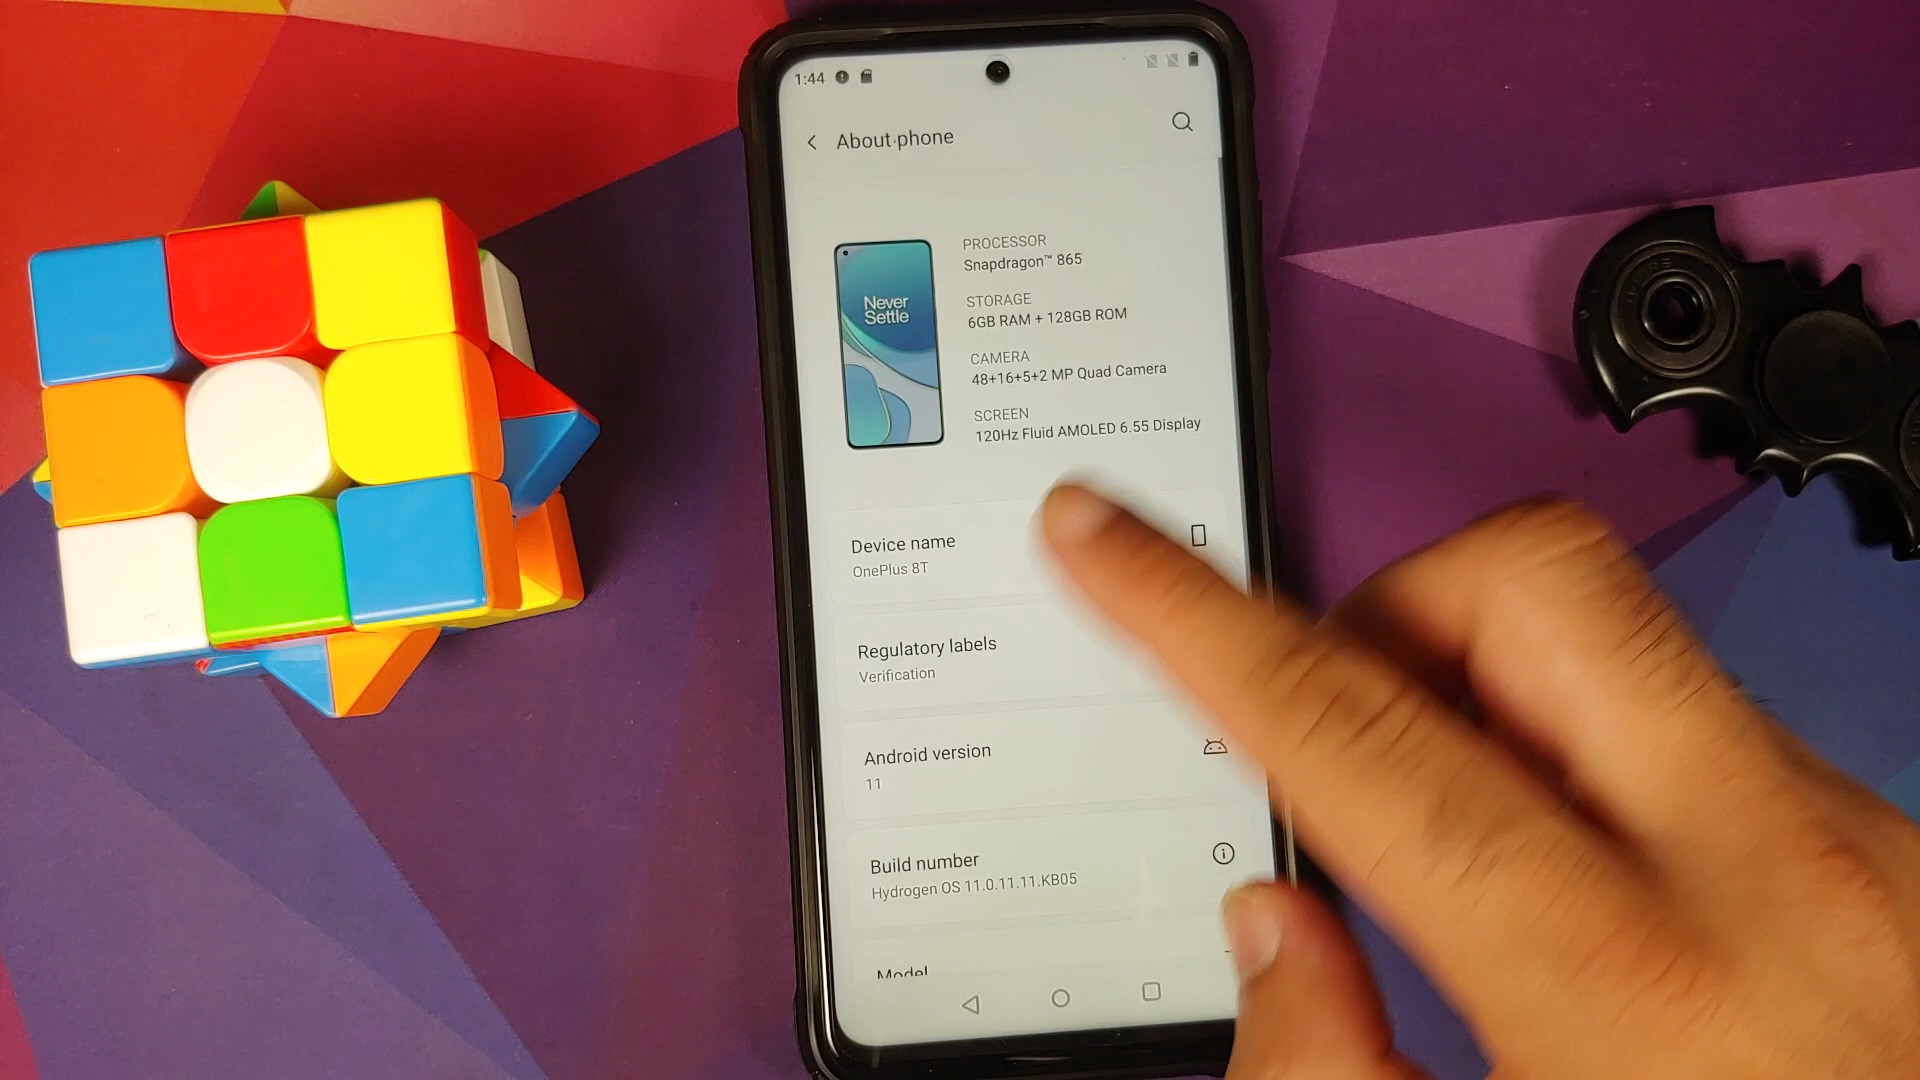 1:44
About phone
PROCESSOR
Snapdragon™ 865
STORAGE
6GB RAM + 128GB ROM
CAMERA
48+16+5+2 MP Quad Camera
SCREEN
120Hz Fluid AMOLED 6.55 Display
Never
Settle
Device name
OnePlus 8T
Regulatory labels
Verification
Android version
11
Build number
Hydrogen OS 11.0.11.11.KB05
Model